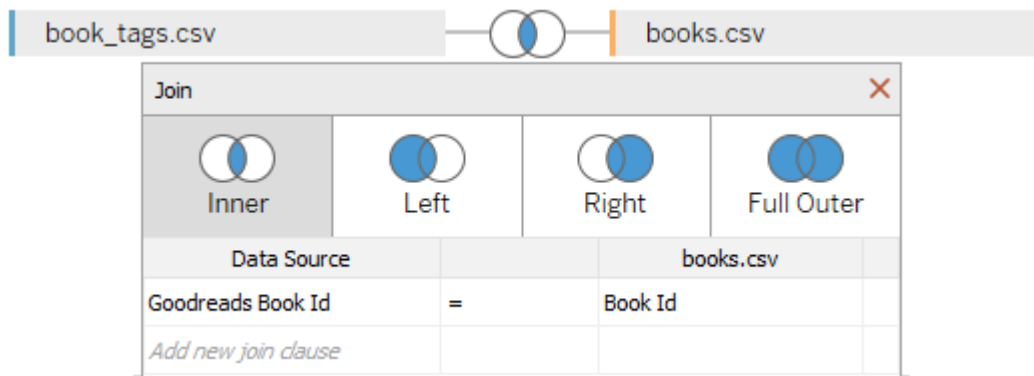 book_tags.csv books.csv
Join
Inner Left Right Full Outer
Data Source books.csv
Goodreads Book Id = Book Id
Add new join clause